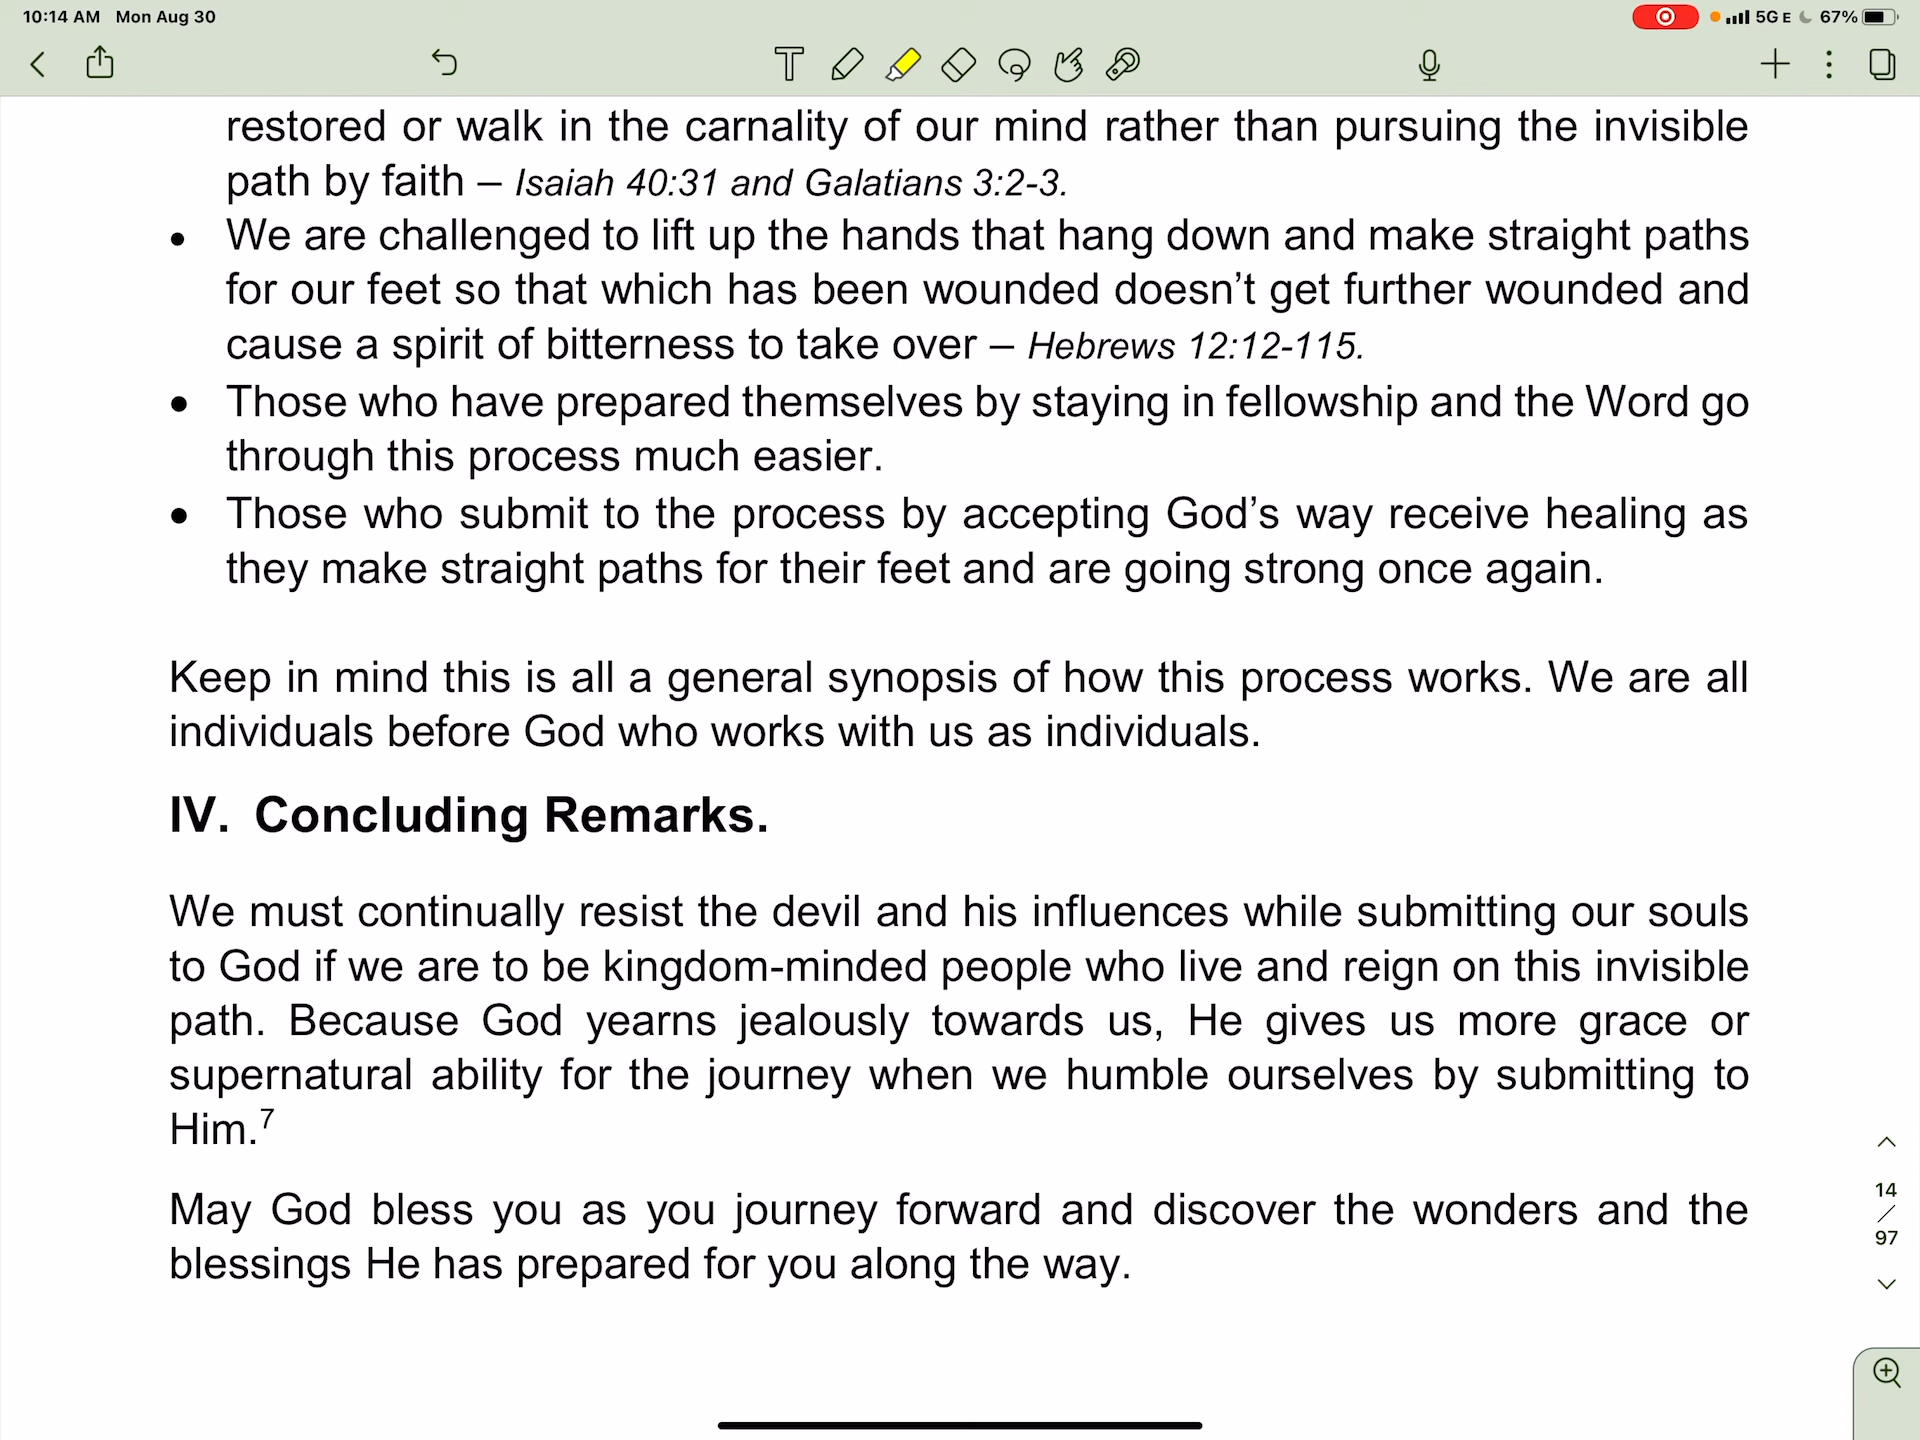 10:14 AM Mon Aug 30
5G E 67%
restored or walk in the carnality of our mind rather than pursuing the invisible
path by faith – Isaiah 40:31 and Galatians 3:2-3.
• We are challenged to lift up the hands that hang down and make straight paths
for our feet so that which has been wounded doesn’t get further wounded and
cause a spirit of bitterness to take over – Hebrews 12:12-115.
• Those who have prepared themselves by staying in fellowship and the Word go
through this process much easier.
• Those who submit to the process by accepting God’s way receive healing as
they make straight paths for their feet and are going strong once again.
Keep in mind this is all a general synopsis of how this process works. We are all
individuals before God who works with us as individuals.
IV. Concluding Remarks.
We must continually resist the devil and his influences while submitting our souls
to God if we are to be kingdom-minded people who live and reign on this invisible
path. Because God yearns jealously towards us, He gives us more grace or
supernatural ability for the journey when we humble ourselves by submitting to
Him.⁷
May God bless you as you journey forward and discover the wonders and the
blessings He has prepared for you along the way.
14
/
97